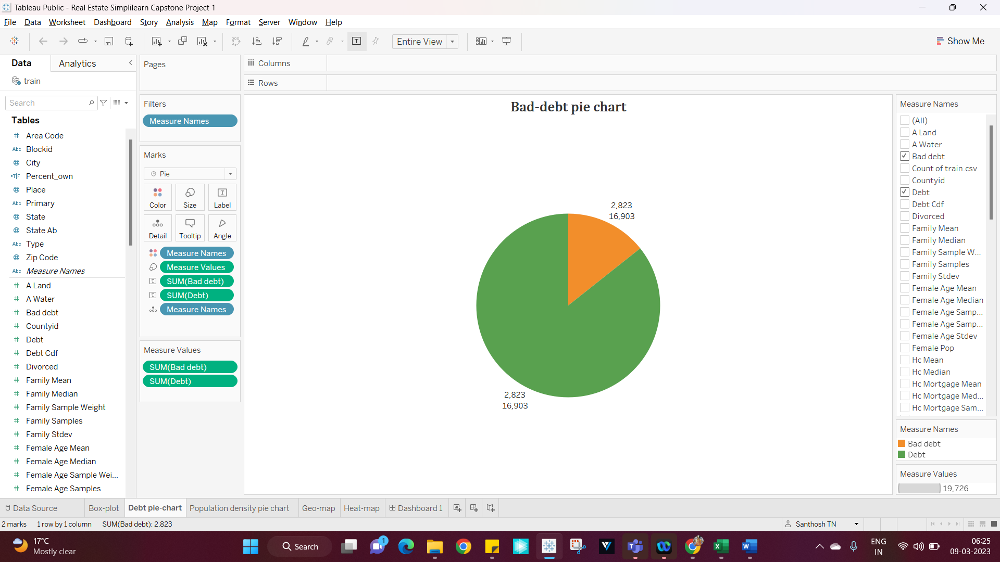 Tableau Public - Real Estate Simplilearn Capstone Project 1
File Data Worksheet Dashboard Story Analysis Map Format Server Window Help
Entire View
Show Me
Data Analytics
train
Search
Tables
Area Code
Abc Blockid
City
=T|F Percent_own
Place
Abc Primary
State
State Ab
Abc Type
Zip Code
Abc Measure Names
A Land
A Water
Bad debt
Countyid
Debt
Debt Cdf
Divorced
Family Mean
Family Median
Family Sample Weight
Family Samples
Family Stdev
Female Age Mean
Female Age Median
Female Age Sample Wei...
Female Age Samples
Pages
Filters
Measure Names
Marks
Pie
Color Size Label
Detail Tooltip Angle
Measure Names
Measure Values
SUM(Bad debt)
SUM(Debt)
Measure Names
Measure Values
SUM(Bad debt)
SUM(Debt)
Columns
Rows
Bad-debt pie chart
2,823
16,903
2,823
16,903
Measure Names
(All)
A Land
A Water
Bad debt
Count of train.csv
Countyid
Debt
Debt Cdf
Divorced
Family Mean
Family Median
Family Sample W...
Family Samples
Family Stdev
Female Age Mean
Female Age Median
Female Age Samp...
Female Age Samp...
Female Age Stdev
Female Pop
Hc Mean
Hc Median
Hc Mortgage Mean
Hc Mortgage Med...
Hc Mortgage Sam...
Measure Names
Bad debt
Debt
Measure Values
19,726
Data Source Box-plot Debt pie-chart Population density pie chart Geo-map Heat-map Dashboard 1
2 marks 1 row by 1 column SUM(Bad debt): 2,823
Santhosh TN
17°C
Mostly clear
Search
1
ENG
IN
06:25
09-03-2023